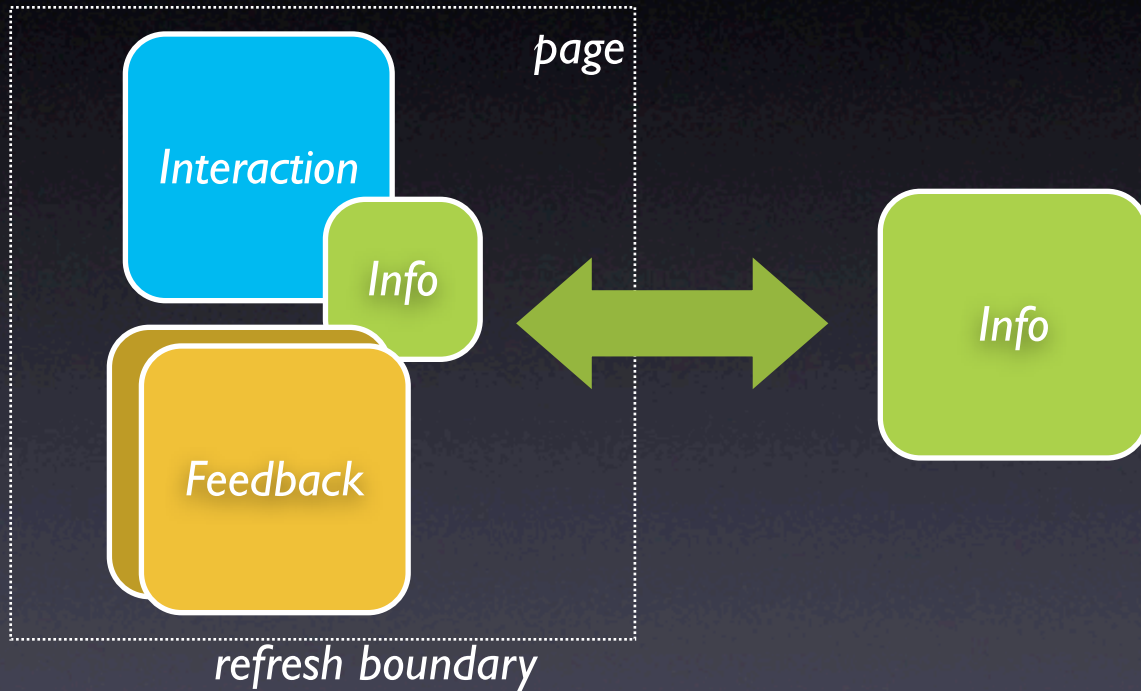 page
Interaction
Info
Info
Feedback
refresh boundary